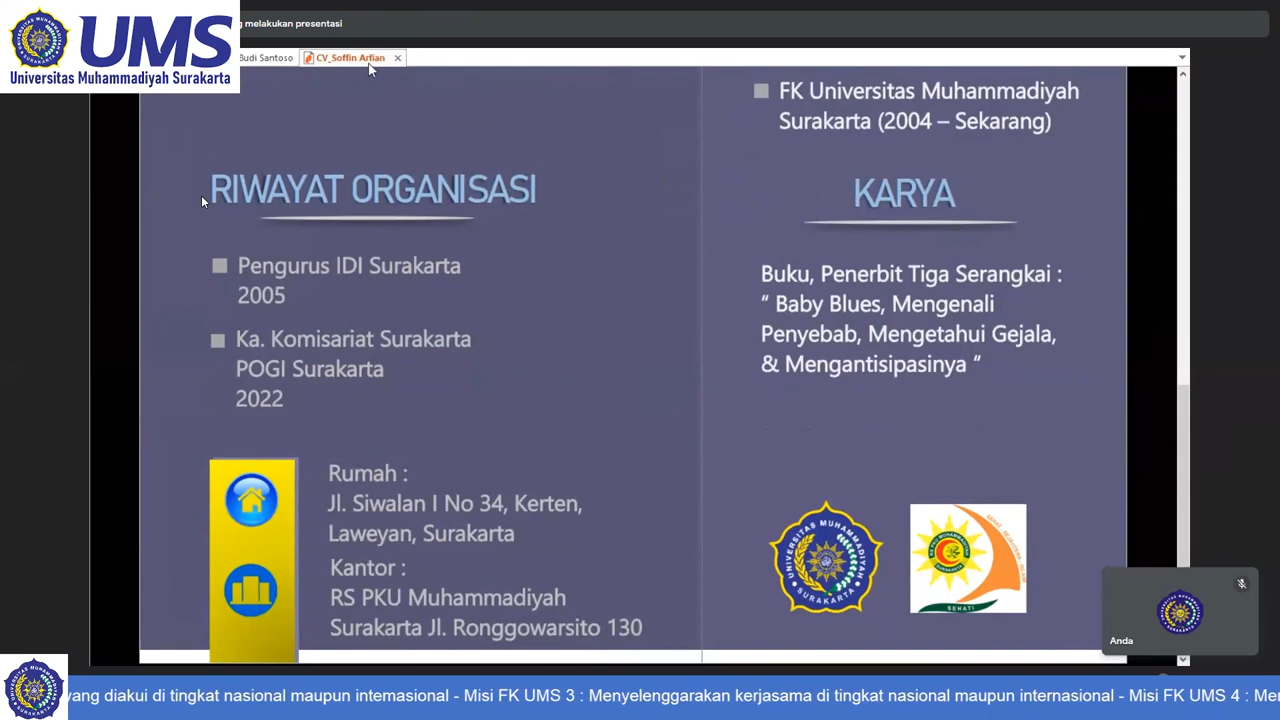 UMS
Universitas Muhammadiyah Surakarta
melakukan presentasi
Budi Santoso
CV_Soffin Arfian
FK Universitas Muhammadiyah
Surakarta (2004 – Sekarang)
RIWAYAT ORGANISASI
Pengurus IDI Surakarta
2005
Ka. Komisariat Surakarta
POGI Surakarta
2022
Rumah :
Jl. Siwalan I No 34, Kerten,
Laweyan, Surakarta
Kantor :
RS PKU Muhammadiyah
Surakarta Jl. Ronggowarsito 130
KARYA
Buku, Penerbit Tiga Serangkai :
“ Baby Blues, Mengenali
Penyebab, Mengetahui Gejala,
& Mengantisipasinya “
UNIVERSITAS MUHAMMADIYAH
SURAKARTA
SEHATI
Anda
yang diakui di tingkat nasional maupun internasional - Misi FK UMS 3 : Menyelenggarakan kerjasama di tingkat nasional maupun internasional - Misi FK UMS 4 :